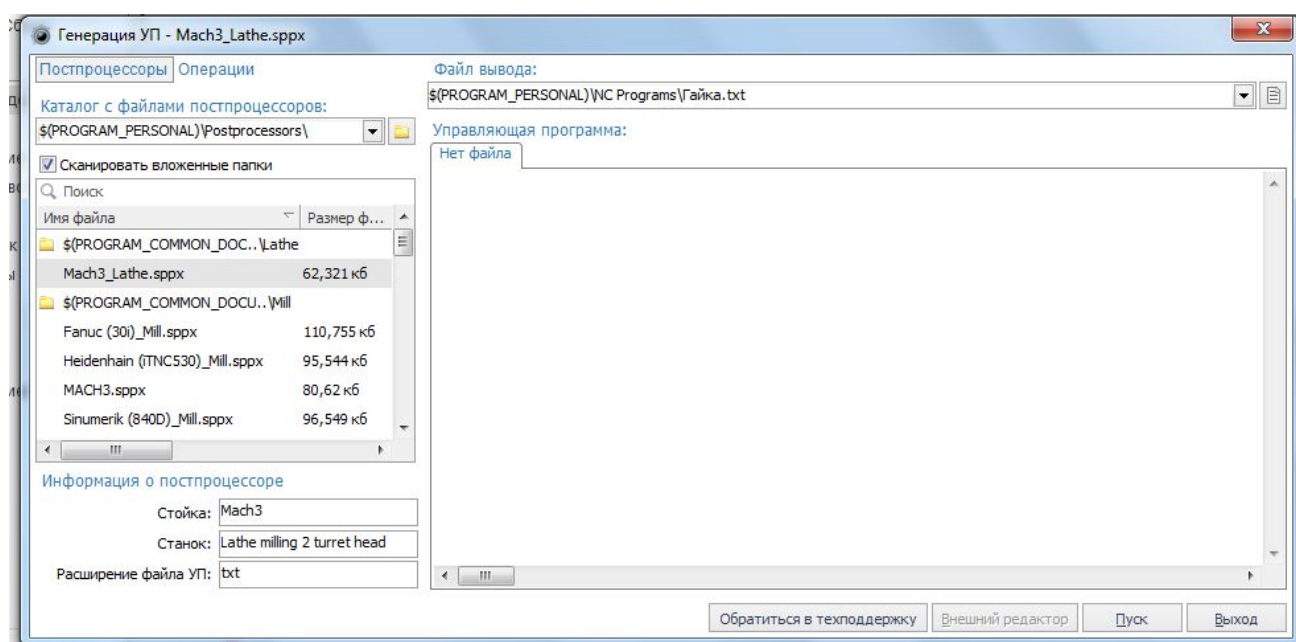 Генерация УП - Mach3_Lathe.sppx
Постпроцессоры Операции
Каталог с файлами постпроцессоров:
$(PROGRAM_PERSONAL)\Postprocessors\
Сканировать вложенные папки
Поиск
Имя файла Размер ф...
$(PROGRAM_COMMON_DOC..\Lathe
Mach3_Lathe.sppx 62,321 кб
$(PROGRAM_COMMON_DOCU..\Mill
Fanuc (30i)_Mill.sppx 110,755 кб
Heidenhain (iTNC530)_Mill.sppx 95,544 кб
MACH3.sppx 80,62 кб
Sinumerik (840D)_Mill.sppx 96,549 кб
Информация о постпроцессоре
Стойка: Mach3
Станок: Lathe milling 2 turret head
Расширение файла УП: txt
Файл вывода:
$(PROGRAM_PERSONAL)\NC Programs\Гайка.txt
Управляющая программа:
Нет файла
Обратиться в техподдержку Внешний редактор Пуск Выход